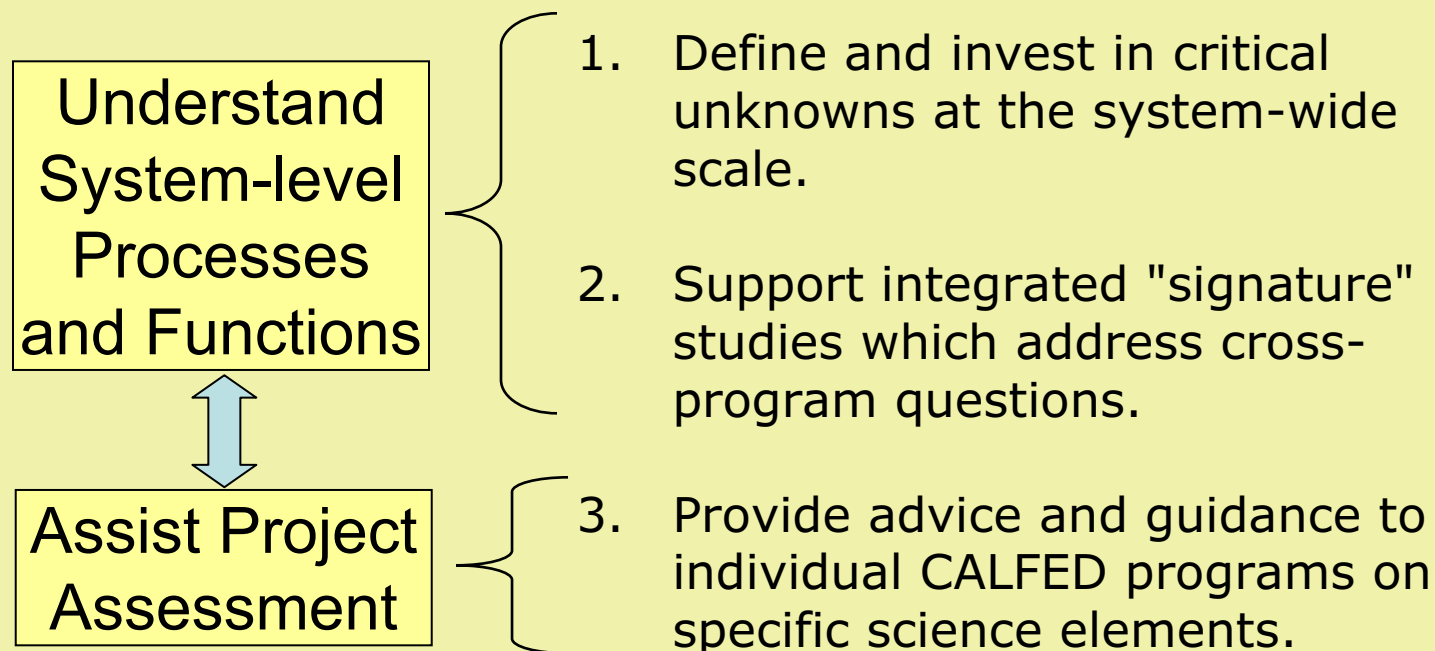 Understand
System-level
Processes
and Functions
1. Define and invest in critical
unknowns at the system-wide
scale.
2. Support integrated "signature"
studies which address cross-
program questions.
Assist Project
Assessment
3. Provide advice and guidance to
individual CALFED programs on
specific science elements.